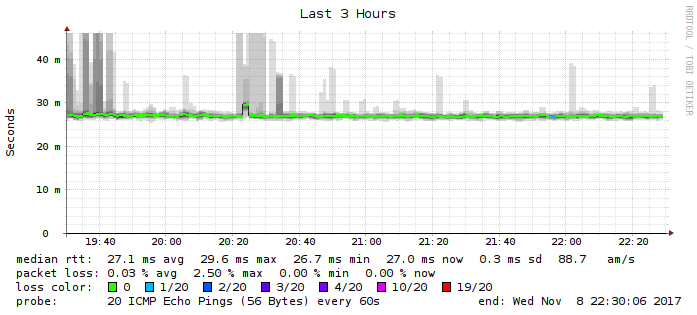 Last 3 Hours
RRDTOOL / TOBI OETIKER
Seconds
40 m
30 m
20 m
10 m
0
19:40 20:00 20:20 20:40 21:00 21:20 21:40 22:00 22:20
median rtt: 27.1 ms avg 29.6 ms max 26.7 ms min 27.0 ms now 0.3 ms sd 88.7 am/s
packet loss: 0.03 % avg 2.50 % max 0.00 % min 0.00 % now
loss color: 0 1/20 2/20 3/20 4/20 10/20 19/20
probe: 20 ICMP Echo Pings (56 Bytes) every 60s end: Wed Nov 8 22:30:06 2017